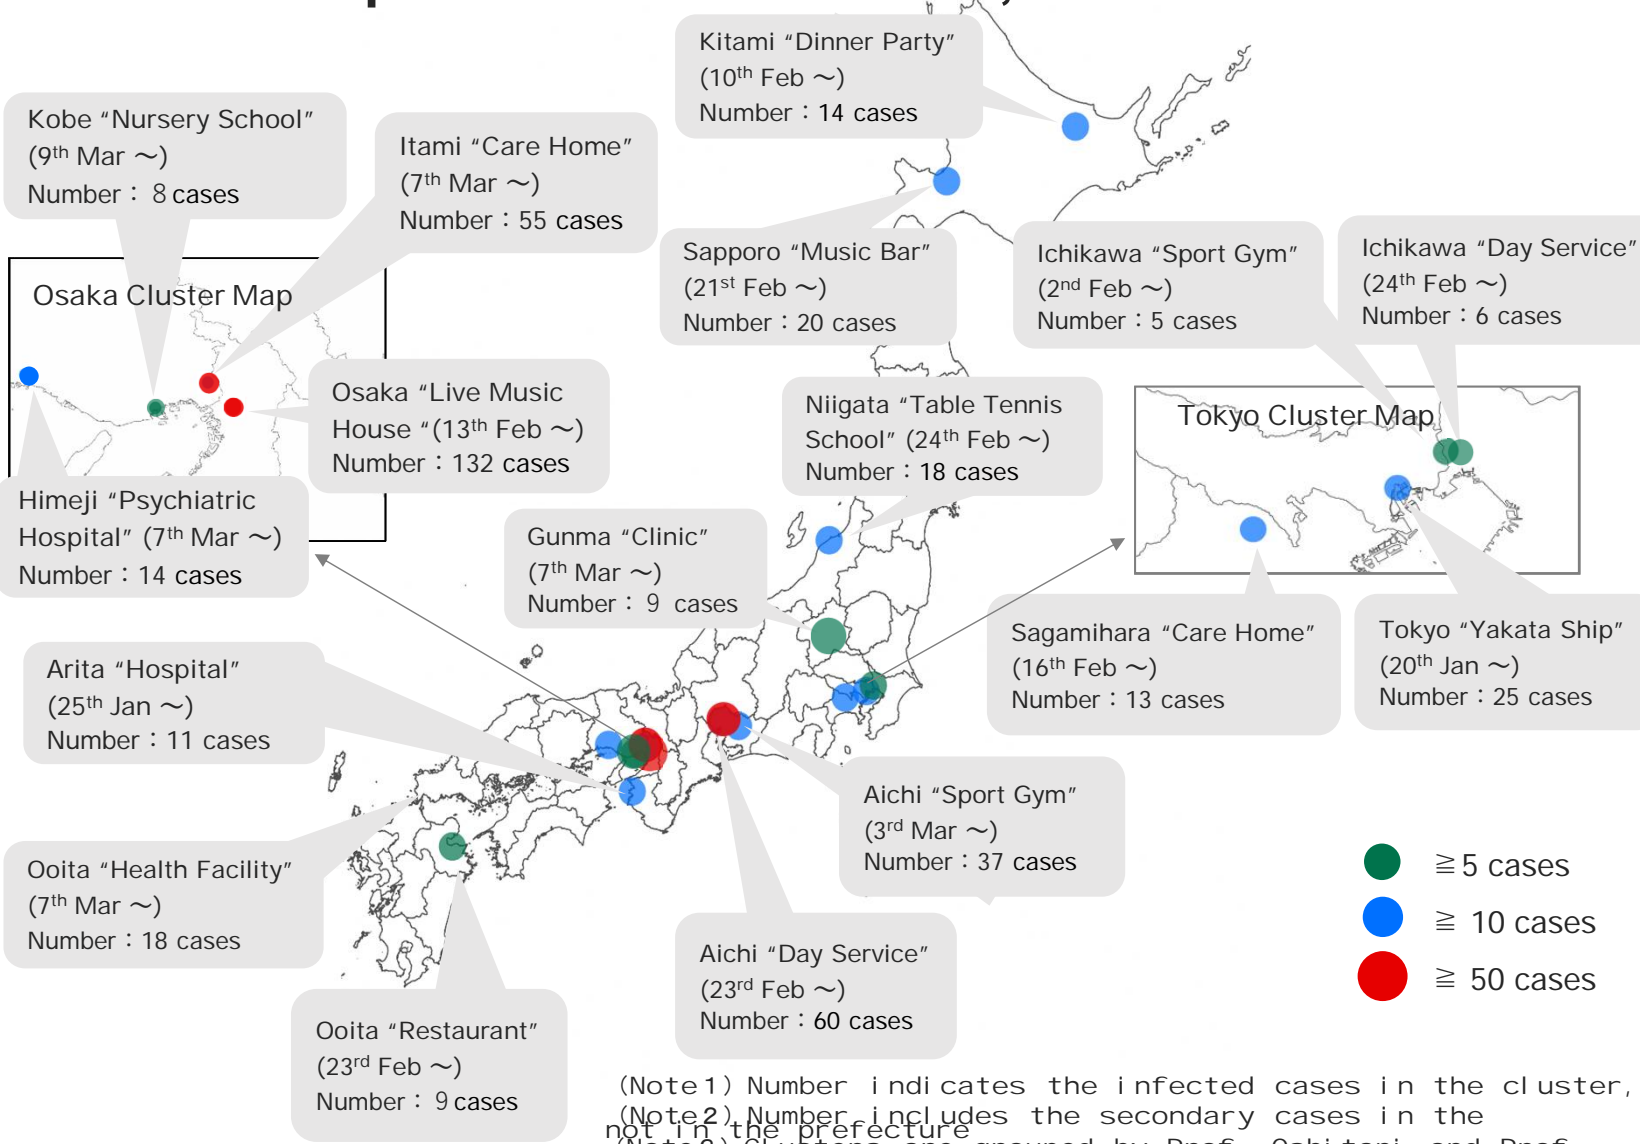 Kitami “Dinner Party”
(10th Feb ～)
Number：14 cases
Kobe “Nursery School”
(9th Mar ～)
Number： 8 cases
Itami “Care Home”
(7th Mar ～)
Number：55 cases
Sapporo “Music Bar”
(21st Feb ～)
Number：20 cases
Ichikawa “Sport Gym”
(2nd Feb ～)
Number：5 cases
Ichikawa “Day Service”
(24th Feb ～)
Number：6 cases
Osaka Cluster Map
Osaka “Live Music
House “(13th Feb ～)
Number：132 cases
Niigata “Table Tennis
School” (24th Feb ～)
Number：18 cases
Tokyo Cluster Map
Himeji “Psychiatric
Hospital” (7th Mar ～)
Number：14 cases
Gunma “Clinic”
(7th Mar ～)
Number： 9 cases
Sagamihara “Care Home”
(16th Feb ～)
Number：13 cases
Tokyo “Yakata Ship”
(20th Jan ～)
Number：25 cases
Arita “Hospital”
(25th Jan ～)
Number：11 cases
Aichi “Sport Gym”
(3rd Mar ～)
Number：37 cases
Ooita “Health Facility”
(7th Mar ～)
Number：18 cases
Aichi “Day Service”
(23rd Feb ～)
Number：60 cases
Ooita “Restaurant”
(23rd Feb ～)
Number： 9 cases
≧5 cases
≧ 10 cases
≧ 50 cases
(Note1) Number indicates the infected cases in the cluster,
not in the prefecture
(Note2) Number includes the secondary cases in the
Clusters are grouped by Prof. Oshitani and Prof.